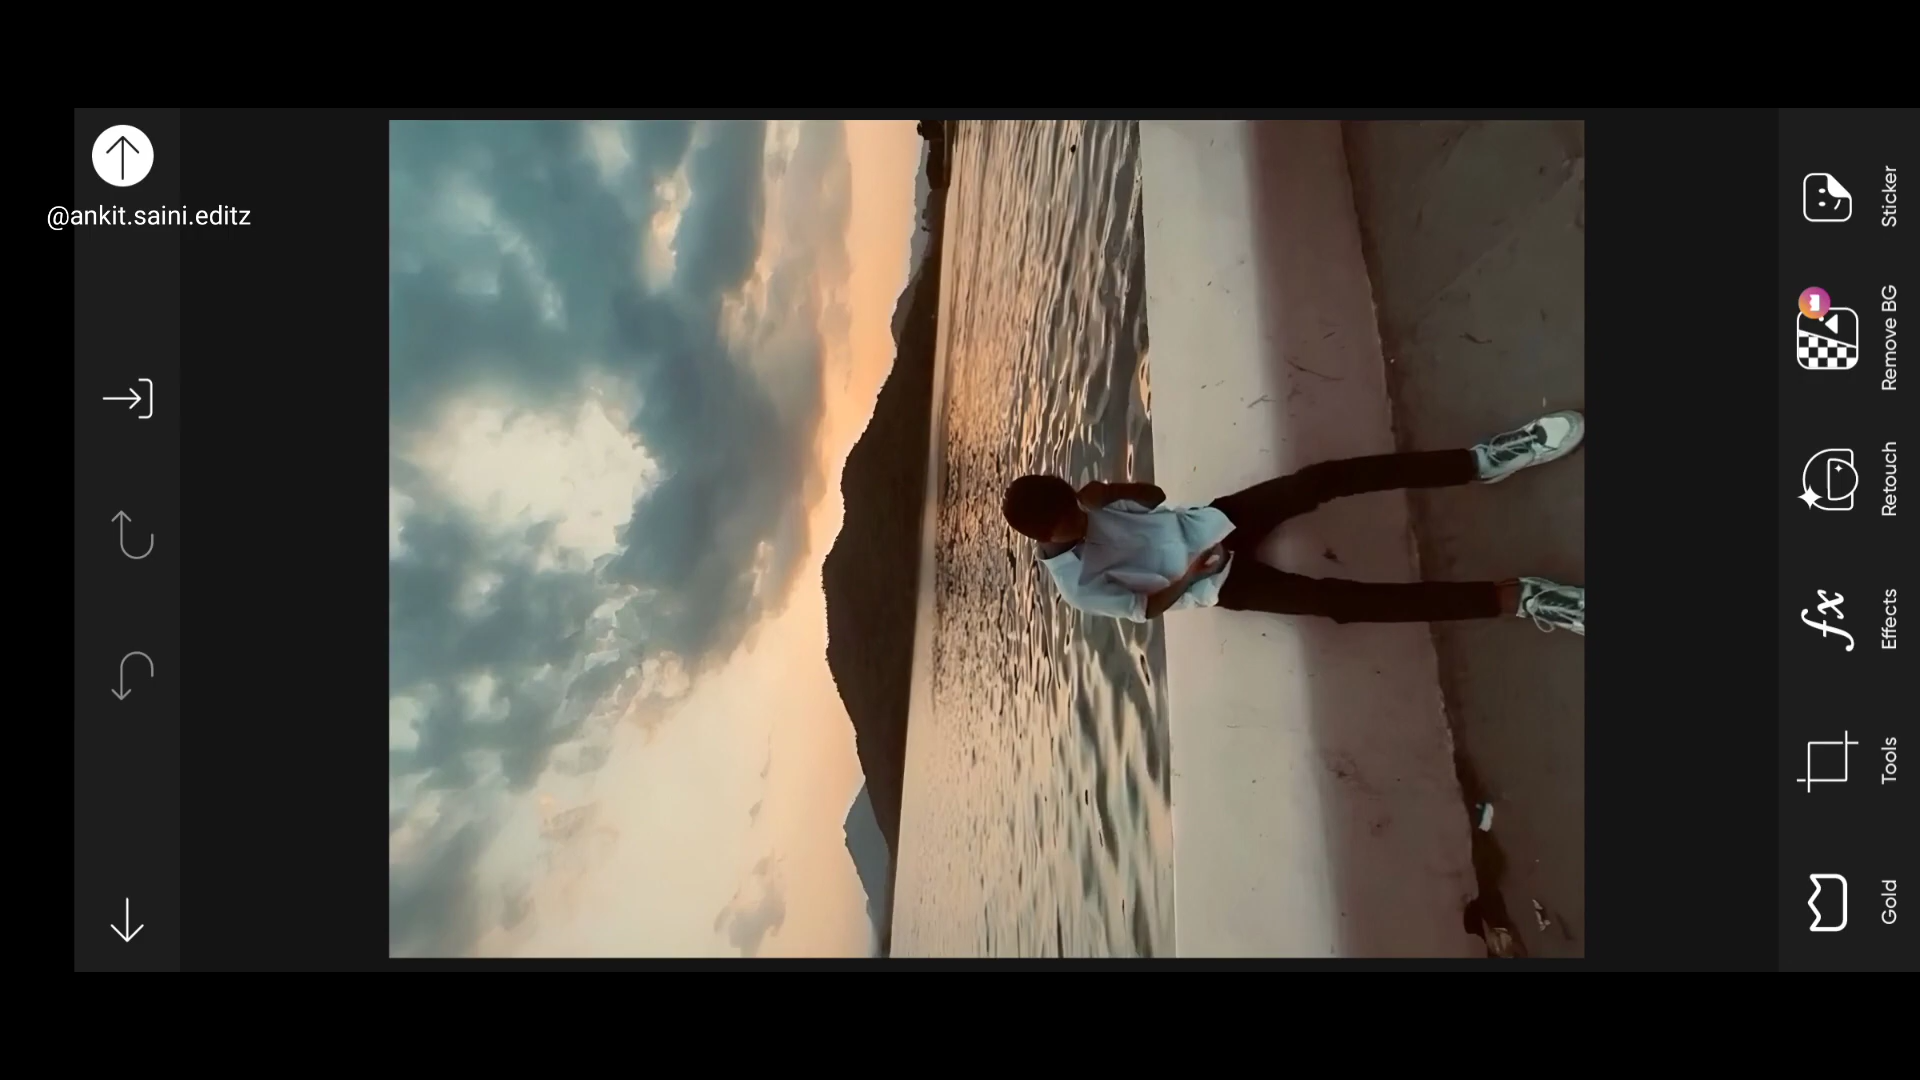 @ankit.saini.editz
Gold
Tools
Effects
Retouch
Remove BG
Sticker